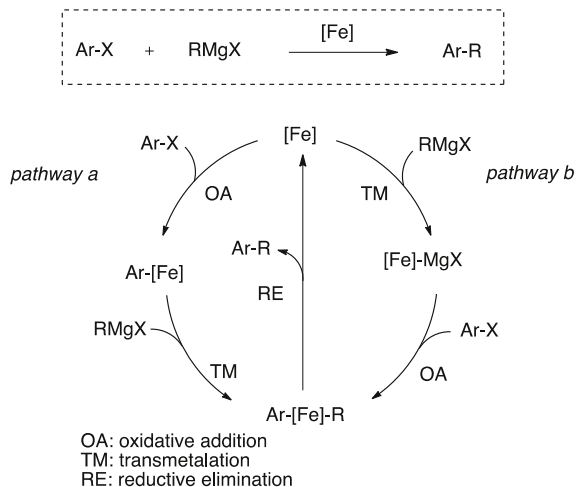 [Fe]
Ar-X + RMgX Ar-R
[Fe]
Ar-X
RMgX
pathway a
pathway b
OA
TM
Ar-R
[Fe]-MgX
Ar-[Fe]
RE
RMgX
Ar-X
TM
OA
Ar-[Fe]-R
OA: oxidative addition
TM: transmetalation
RE: reductive elimination